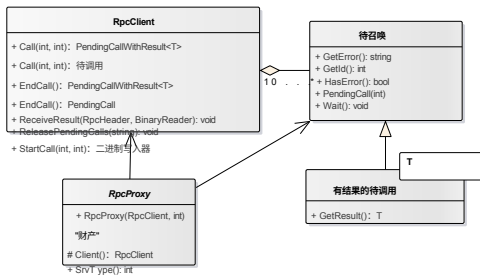 RpcClient
+ Call(int, int)：PendingCallWithResult<T>
+ Call(int, int)：待调用
+ EndCall()：PendingCallWithResult<T>
+ EndCall()：PendingCall
+ ReceiveResult(RpcHeader, BinaryReader): void
+ ReleasePendingCalls(string): void
+ StartCall(int, int)：二进制写入器
待召唤
+ GetError(): string
+ GetId(): int
+ HasError(): bool
+ PendingCall(int)
+ Wait(): void
10 . . *
T
有结果的待调用
+ GetResult()：T
RpcProxy
+ RpcProxy(RpcClient, int)
"财产"
# Client()：RpcClient
+ SrvT ype(): int